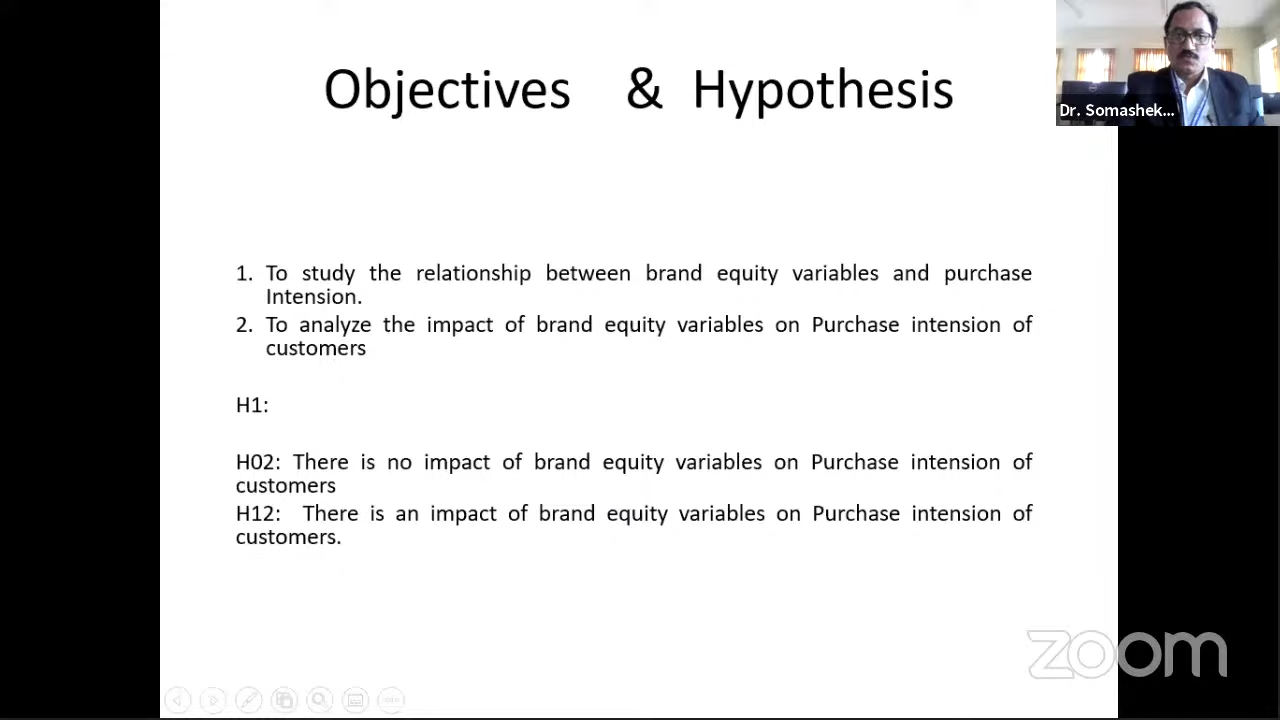 Objectives & Hypothesis
Dr. Somashek...
1. To study the relationship between brand equity variables and purchase
Intension.
2. To analyze the impact of brand equity variables on Purchase intension of
customers
H1:
H02: There is no impact of brand equity variables on Purchase intension of
customers
H12: There is an impact of brand equity variables on Purchase intension of
customers.
zoom